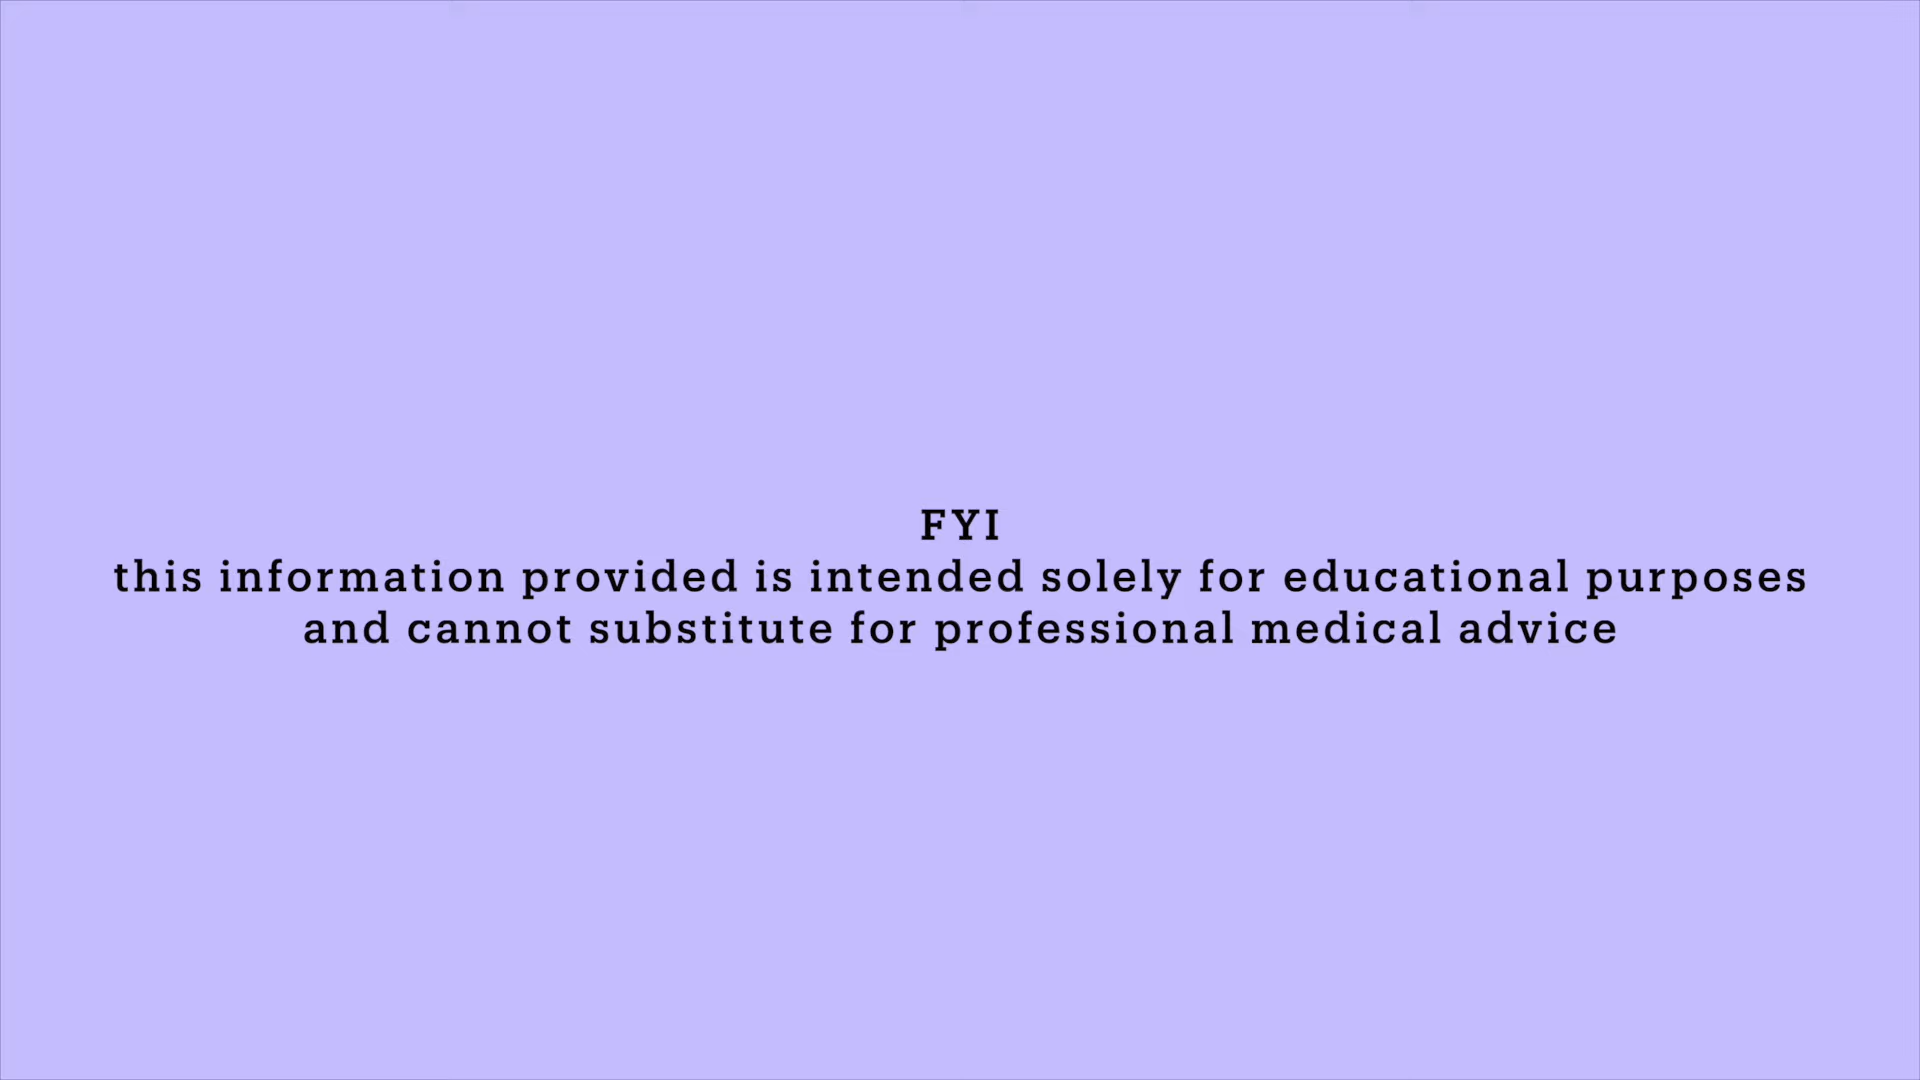 FYI
this information provided is intended solely for educational purposes
and cannot substitute for professional medical advice